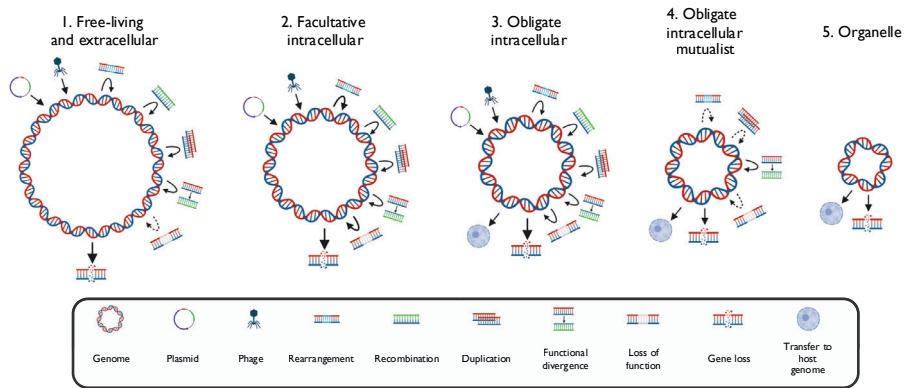 1. Free-living
and extracellular
2. Facultative
intracellular
3. Obligate
intracellular
4. Obligate
intracellular
mutualist
5. Organelle
Genome
Plasmid
Phage
Rearrangement
Recombination
Duplication
Functional
divergence
Loss of
function
Gene loss
Transfer to
host
genome